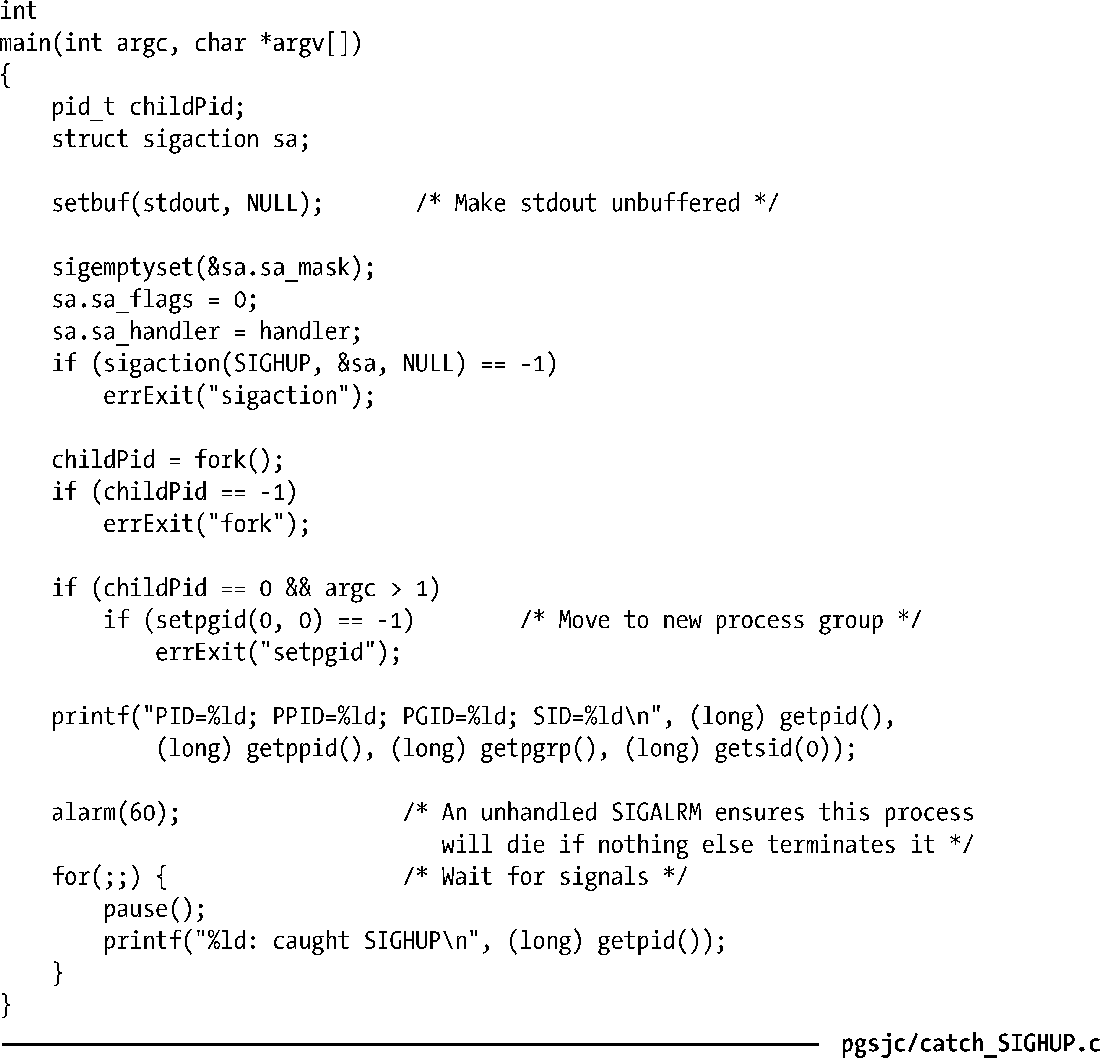 int
main(int argc, char *argv[])
{
    pid_t childPid;
    struct sigaction sa;

    setbuf(stdout, NULL);       /* Make stdout unbuffered */

    sigemptyset(&sa.sa_mask);
    sa.sa_flags = 0;
    sa.sa_handler = handler;
    if (sigaction(SIGHUP, &sa, NULL) == -1)
        errExit("sigaction");

    childPid = fork();
    if (childPid == -1)
        errExit("fork");

    if (childPid == 0 && argc > 1)
        if (setpgid(0, 0) == -1)        /* Move to new process group */
            errExit("setpgid");

    printf("PID=%ld; PPID=%ld; PGID=%ld; SID=%ld\n", (long) getpid(),
            (long) getppid(), (long) getpgrp(), (long) getsid(0));

    alarm(60);                 /* An unhandled SIGALRM ensures this process
                                  will die if nothing else terminates it */
    for(;;) {                  /* Wait for signals */
        pause();
        printf("%ld: caught SIGHUP\n", (long) getpid());
    }
}
pgsjc/catch_SIGHUP.c